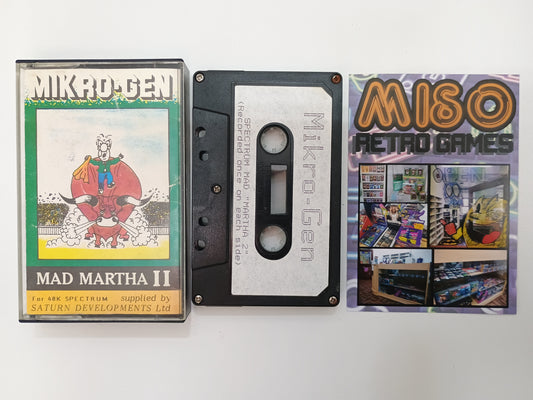 MIKRO-GEN
MAD MARTHA II
For 48K SPECTRUM supplied by
SATURN DEVELOPMENTS Ltd
Mikro-Gen
SPECTRUM MAD "MARTHA 2"
(Recorded once on each side)
MISO
RETRO GAMES